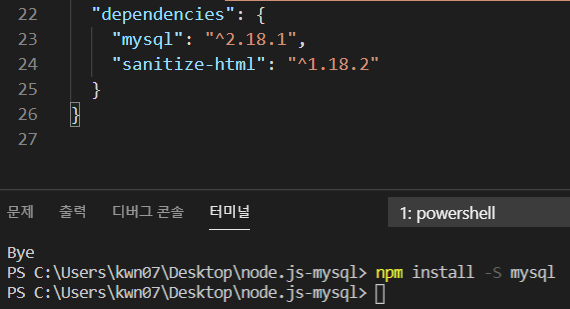 22 "dependencies": {
23 "mysql": "^2.18.1",
24 "sanitize-html": "^1.18.2"
25 }
26 }
27
문제 출력 디버그 콘솔 터미널 1: powershell
Bye
PS C:\Users\kwn07\Desktop\node.js-mysql> npm install -S mysql
PS C:\Users\kwn07\Desktop\node.js-mysql>